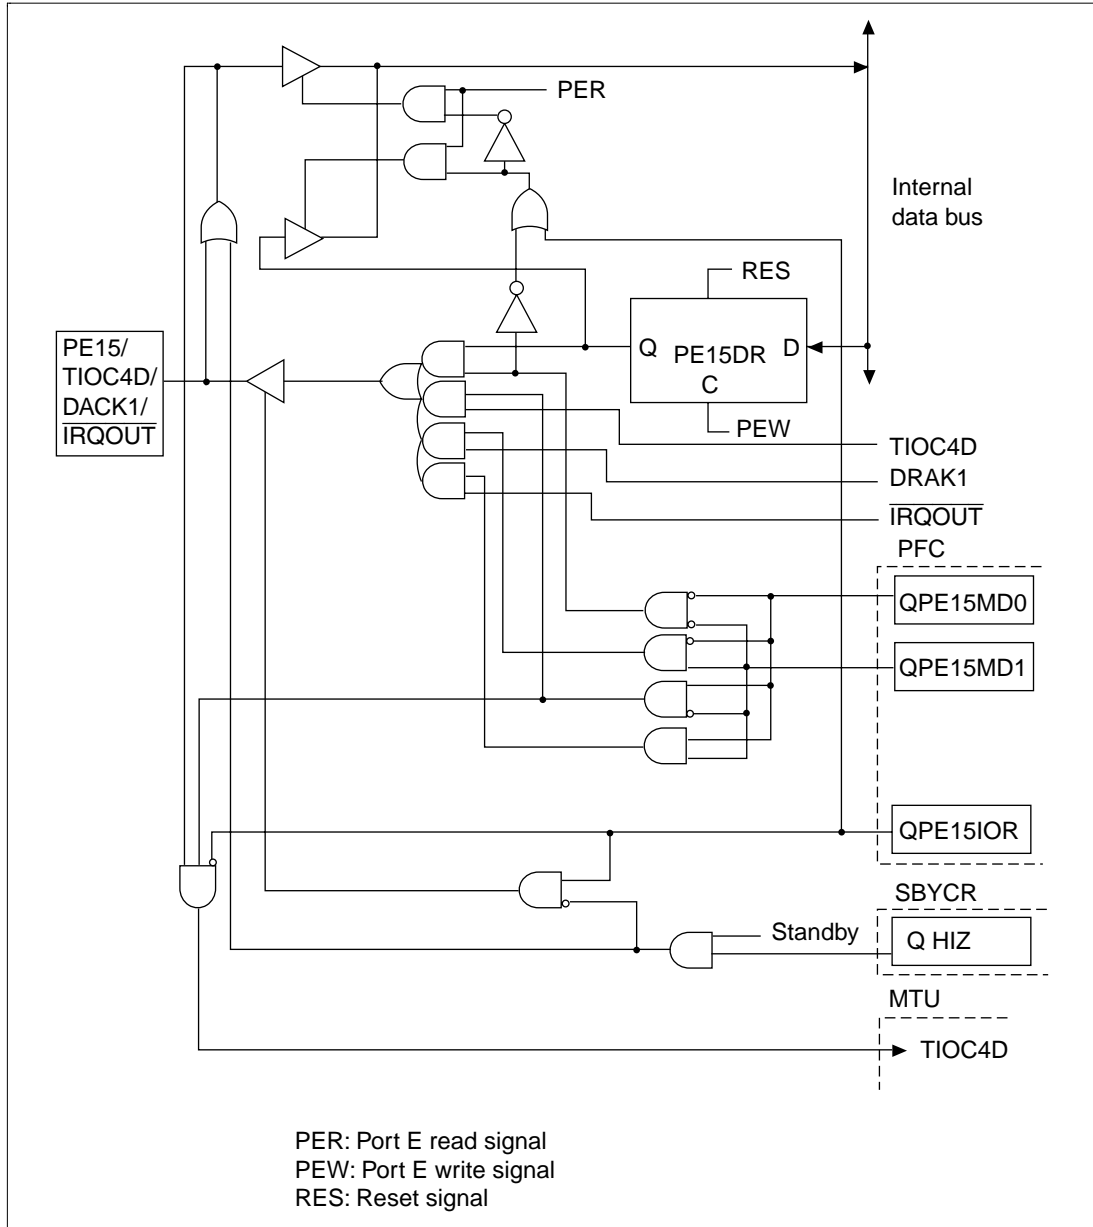 PER
Internal
data bus
RES
PE15/
TIOC4D/
DACK1/
IRQOUT
Q PE15DR D
C
PEW
TIOC4D
DRAK1
IRQOUT
PFC
QPE15MD0
QPE15MD1
QPE15IOR
SBYCR
Standby
Q HIZ
MTU
TIOC4D
PER: Port E read signal
PEW: Port E write signal
RES: Reset signal